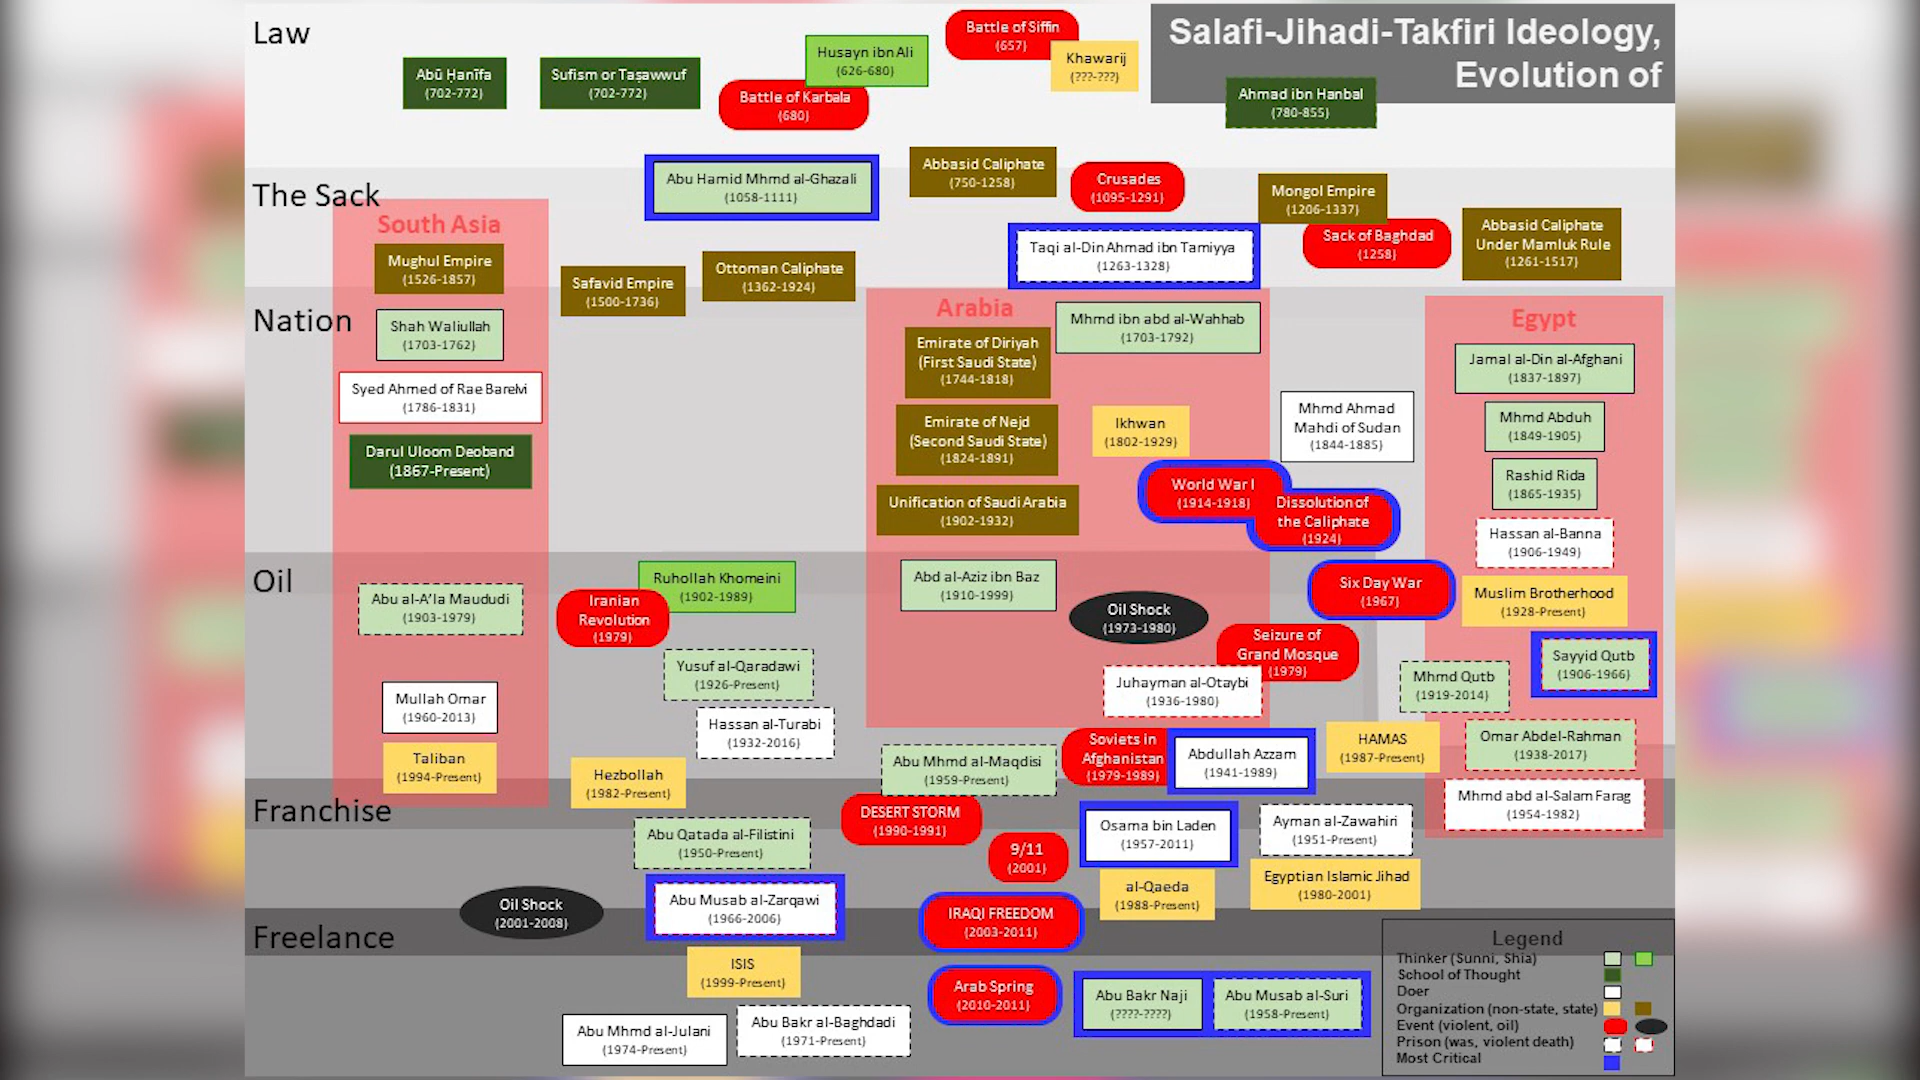 Salafi-Jihadi-Takfiri Ideology,
Evolution of
Law
Battle of Siffin
(657)
Husayn ibn Ali
(626-680)
Khawarij
(???-???)
Abū Ḥanīfa
(702-772)
Sufism or Taṣawwuf
(702-772)
Battle of Karbala
(680)
Ahmad ibn Hanbal
(780-855)
The Sack
Abu Hamid Mhmd al-Ghazali
(1058-1111)
Abbasid Caliphate
(750-1258)
Crusades
(1095-1291)
Mongol Empire
(1206-1337)
Sack of Baghdad
(1258)
Abbasid Caliphate
Under Mamluk Rule
(1261-1517)
Taqi al-Din Ahmad ibn Tamiyya
(1263-1328)
South Asia
Mughul Empire
(1526-1857)
Safavid Empire
(1500-1736)
Ottoman Caliphate
(1362-1924)
Nation
Shah Waliullah
(1703-1762)
Syed Ahmed of Rae Barelvi
(1786-1831)
Darul Uloom Deoband
(1867-Present)
Arabia
Emirate of Diriyah
(First Saudi State)
(1744-1818)
Mhmd ibn abd al-Wahhab
(1703-1792)
Emirate of Nejd
(Second Saudi State)
(1824-1891)
Ikhwan
(1802-1929)
Unification of Saudi Arabia
(1902-1932)
Mhmd Ahmad
Mahdi of Sudan
(1844-1885)
World War I
(1914-1918)
Dissolution of
the Caliphate
(1924)
Egypt
Jamal al-Din al-Afghani
(1837-1897)
Mhmd Abduh
(1849-1905)
Rashid Rida
(1865-1935)
Hassan al-Banna
(1906-1949)
Oil
Abu al-A'la Maududi
(1903-1979)
Ruhollah Khomeini
(1902-1989)
Iranian
Revolution
(1979)
Abd al-Aziz ibn Baz
(1910-1999)
Oil Shock
(1973-1980)
Six Day War
(1967)
Muslim Brotherhood
(1928-Present)
Seizure of
Grand Mosque
(1979)
Sayyid Qutb
(1906-1966)
Yusuf al-Qaradawi
(1926-Present)
Juhayman al-Otaybi
(1936-1980)
Mhmd Qutb
(1919-2014)
Mullah Omar
(1960-2013)
Hassan al-Turabi
(1932-2016)
Taliban
(1994-Present)
Hezbollah
(1982-Present)
Abu Mhmd al-Maqdisi
(1959-Present)
Soviets in
Afghanistan
(1979-1989)
Abdullah Azzam
(1941-1989)
HAMAS
(1987-Present)
Omar Abdel-Rahman
(1938-2017)
Mhmd abd al-Salam Farag
(1954-1982)
Franchise
Abu Qatada al-Filistini
(1950-Present)
DESERT STORM
(1990-1991)
9/11
(2001)
Osama bin Laden
(1957-2011)
Ayman al-Zawahiri
(1951-Present)
al-Qaeda
(1988-Present)
Egyptian Islamic Jihad
(1980-2001)
Oil Shock
(2001-2008)
Abu Musab al-Zarqawi
(1966-2006)
IRAQI FREEDOM
(2003-2011)
Freelance
ISIS
(1999-Present)
Arab Spring
(2010-2011)
Abu Bakr Naji
(????-????)
Abu Musab al-Suri
(1958-Present)
Abu Mhmd al-Julani
(1974-Present)
Abu Bakr al-Baghdadi
(1971-Present)
Legend
Thinker (Sunni, Shia)
School of Thought
Doer
Organization (non-state, state)
Event (violent, oil)
Prison (was, violent death)
Most Critical